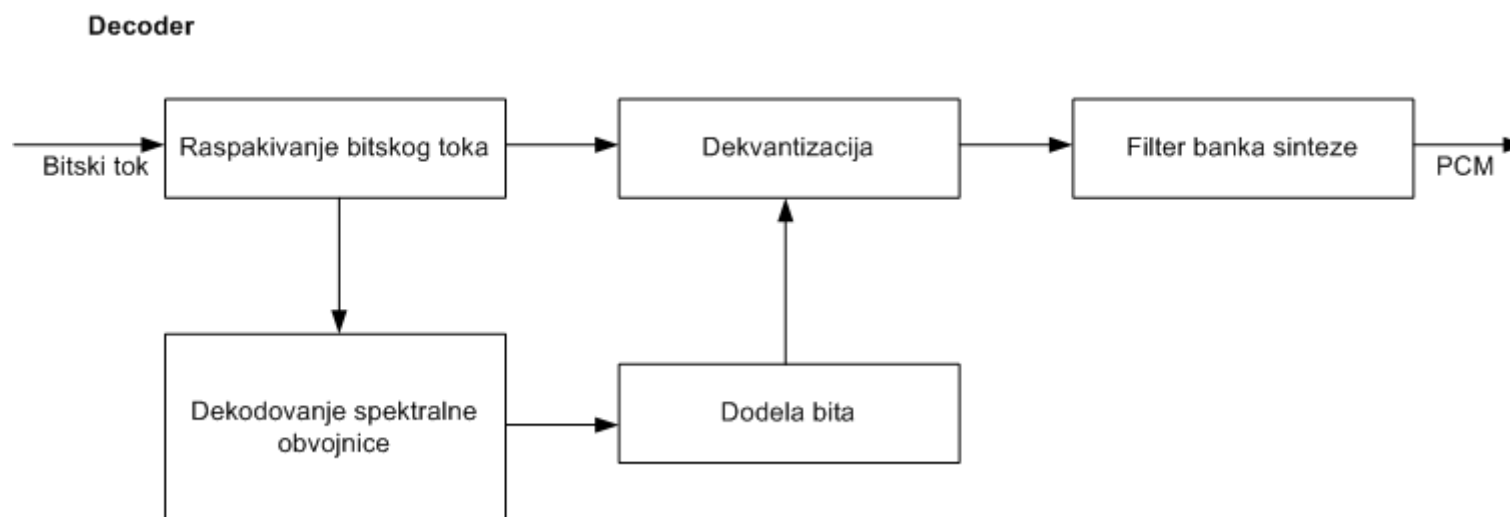 Decoder
Bitski tok
Raspakivanje bitskog toka
Dekvantizacija
Filter banka sinteze
PCM
Dekodovanje spektralne
obvojnice
Dodela bita